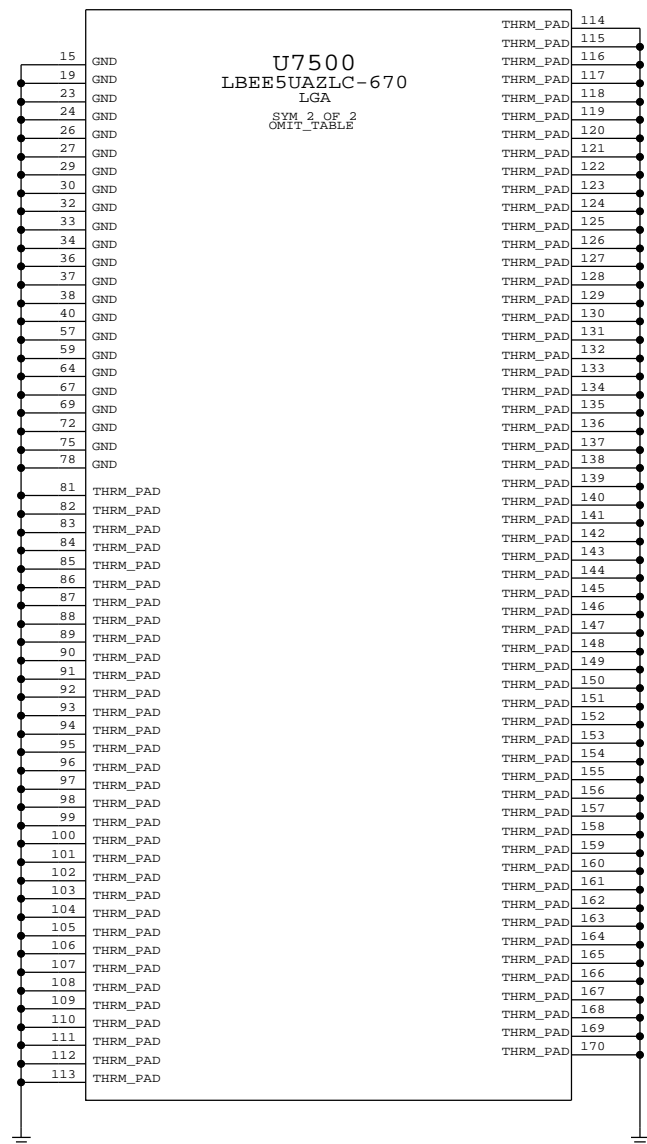 U7500
LBEE5UAZLC-670
LGA
SYM 2 OF 2
OMIT_TABLE
15 GND
19 GND
23 GND
24 GND
26 GND
27 GND
29 GND
30 GND
32 GND
33 GND
34 GND
36 GND
37 GND
38 GND
40 GND
57 GND
59 GND
64 GND
67 GND
69 GND
72 GND
75 GND
78 GND
81 THRM_PAD
82 THRM_PAD
83 THRM_PAD
84 THRM_PAD
85 THRM_PAD
86 THRM_PAD
87 THRM_PAD
88 THRM_PAD
89 THRM_PAD
90 THRM_PAD
91 THRM_PAD
92 THRM_PAD
93 THRM_PAD
94 THRM_PAD
95 THRM_PAD
96 THRM_PAD
97 THRM_PAD
98 THRM_PAD
99 THRM_PAD
100 THRM_PAD
101 THRM_PAD
102 THRM_PAD
103 THRM_PAD
104 THRM_PAD
105 THRM_PAD
106 THRM_PAD
107 THRM_PAD
108 THRM_PAD
109 THRM_PAD
110 THRM_PAD
111 THRM_PAD
112 THRM_PAD
113 THRM_PAD
THRM_PAD 114
THRM_PAD 115
THRM_PAD 116
THRM_PAD 117
THRM_PAD 118
THRM_PAD 119
THRM_PAD 120
THRM_PAD 121
THRM_PAD 122
THRM_PAD 123
THRM_PAD 124
THRM_PAD 125
THRM_PAD 126
THRM_PAD 127
THRM_PAD 128
THRM_PAD 129
THRM_PAD 130
THRM_PAD 131
THRM_PAD 132
THRM_PAD 133
THRM_PAD 134
THRM_PAD 135
THRM_PAD 136
THRM_PAD 137
THRM_PAD 138
THRM_PAD 139
THRM_PAD 140
THRM_PAD 141
THRM_PAD 142
THRM_PAD 143
THRM_PAD 144
THRM_PAD 145
THRM_PAD 146
THRM_PAD 147
THRM_PAD 148
THRM_PAD 149
THRM_PAD 150
THRM_PAD 151
THRM_PAD 152
THRM_PAD 153
THRM_PAD 154
THRM_PAD 155
THRM_PAD 156
THRM_PAD 157
THRM_PAD 158
THRM_PAD 159
THRM_PAD 160
THRM_PAD 161
THRM_PAD 162
THRM_PAD 163
THRM_PAD 164
THRM_PAD 165
THRM_PAD 166
THRM_PAD 167
THRM_PAD 168
THRM_PAD 169
THRM_PAD 170